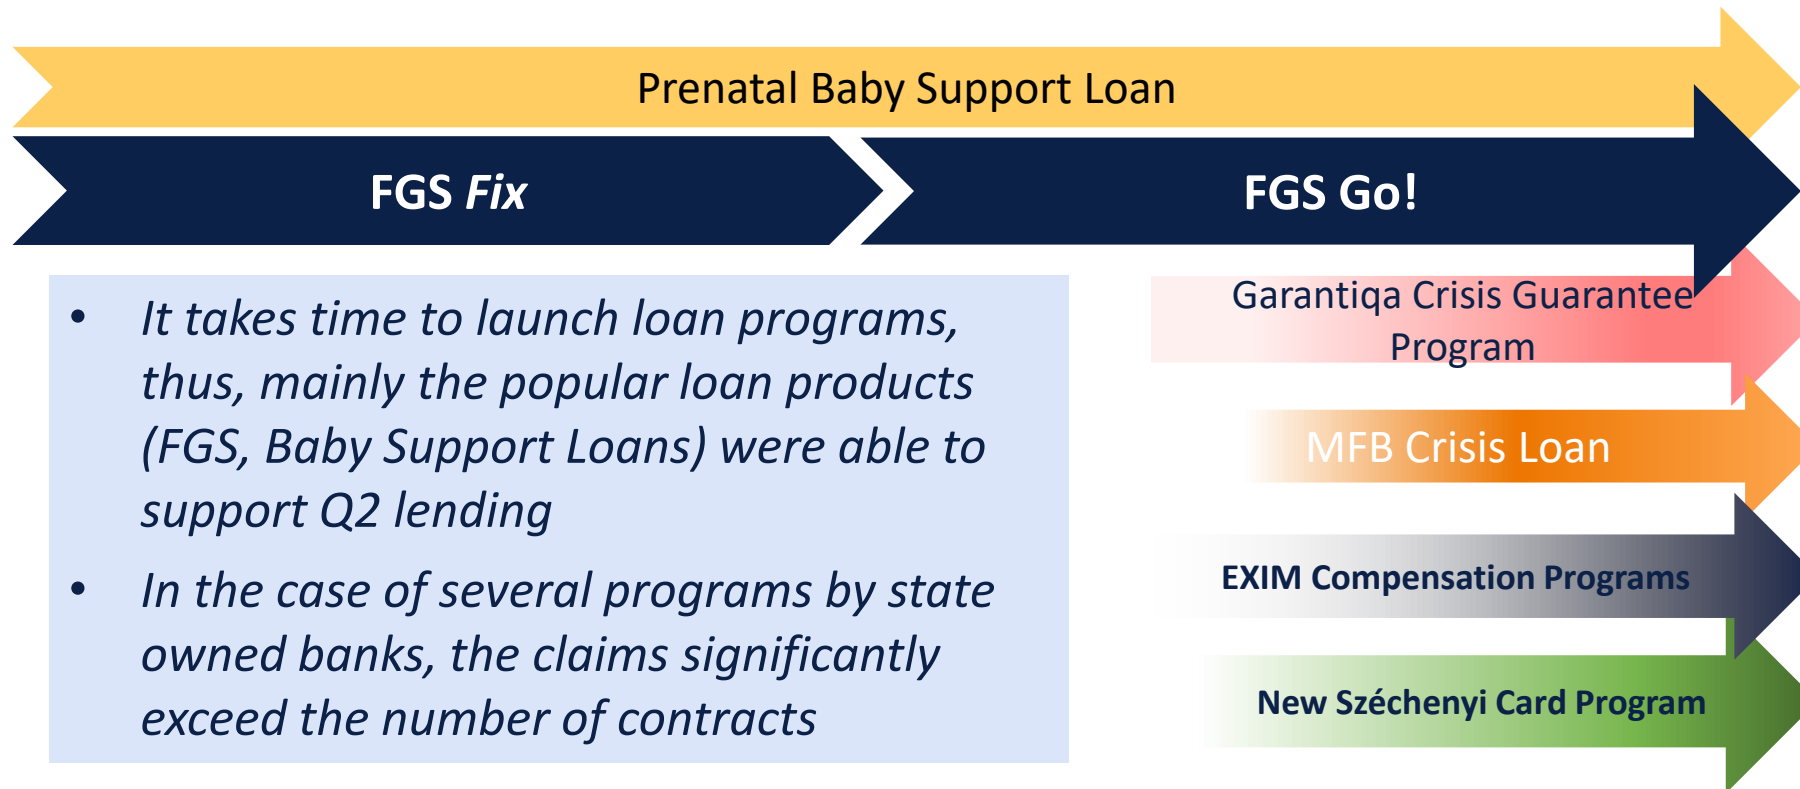 Prenatal Baby Support Loan
FGS Fix
FGS Go!
• It takes time to launch loan programs,
thus, mainly the popular loan products
(FGS, Baby Support Loans) were able to
support Q2 lending
• In the case of several programs by state
owned banks, the claims significantly
exceed the number of contracts
Garantiqa Crisis Guarantee
Program
MFB Crisis Loan
EXIM Compensation Programs
New Széchenyi Card Program